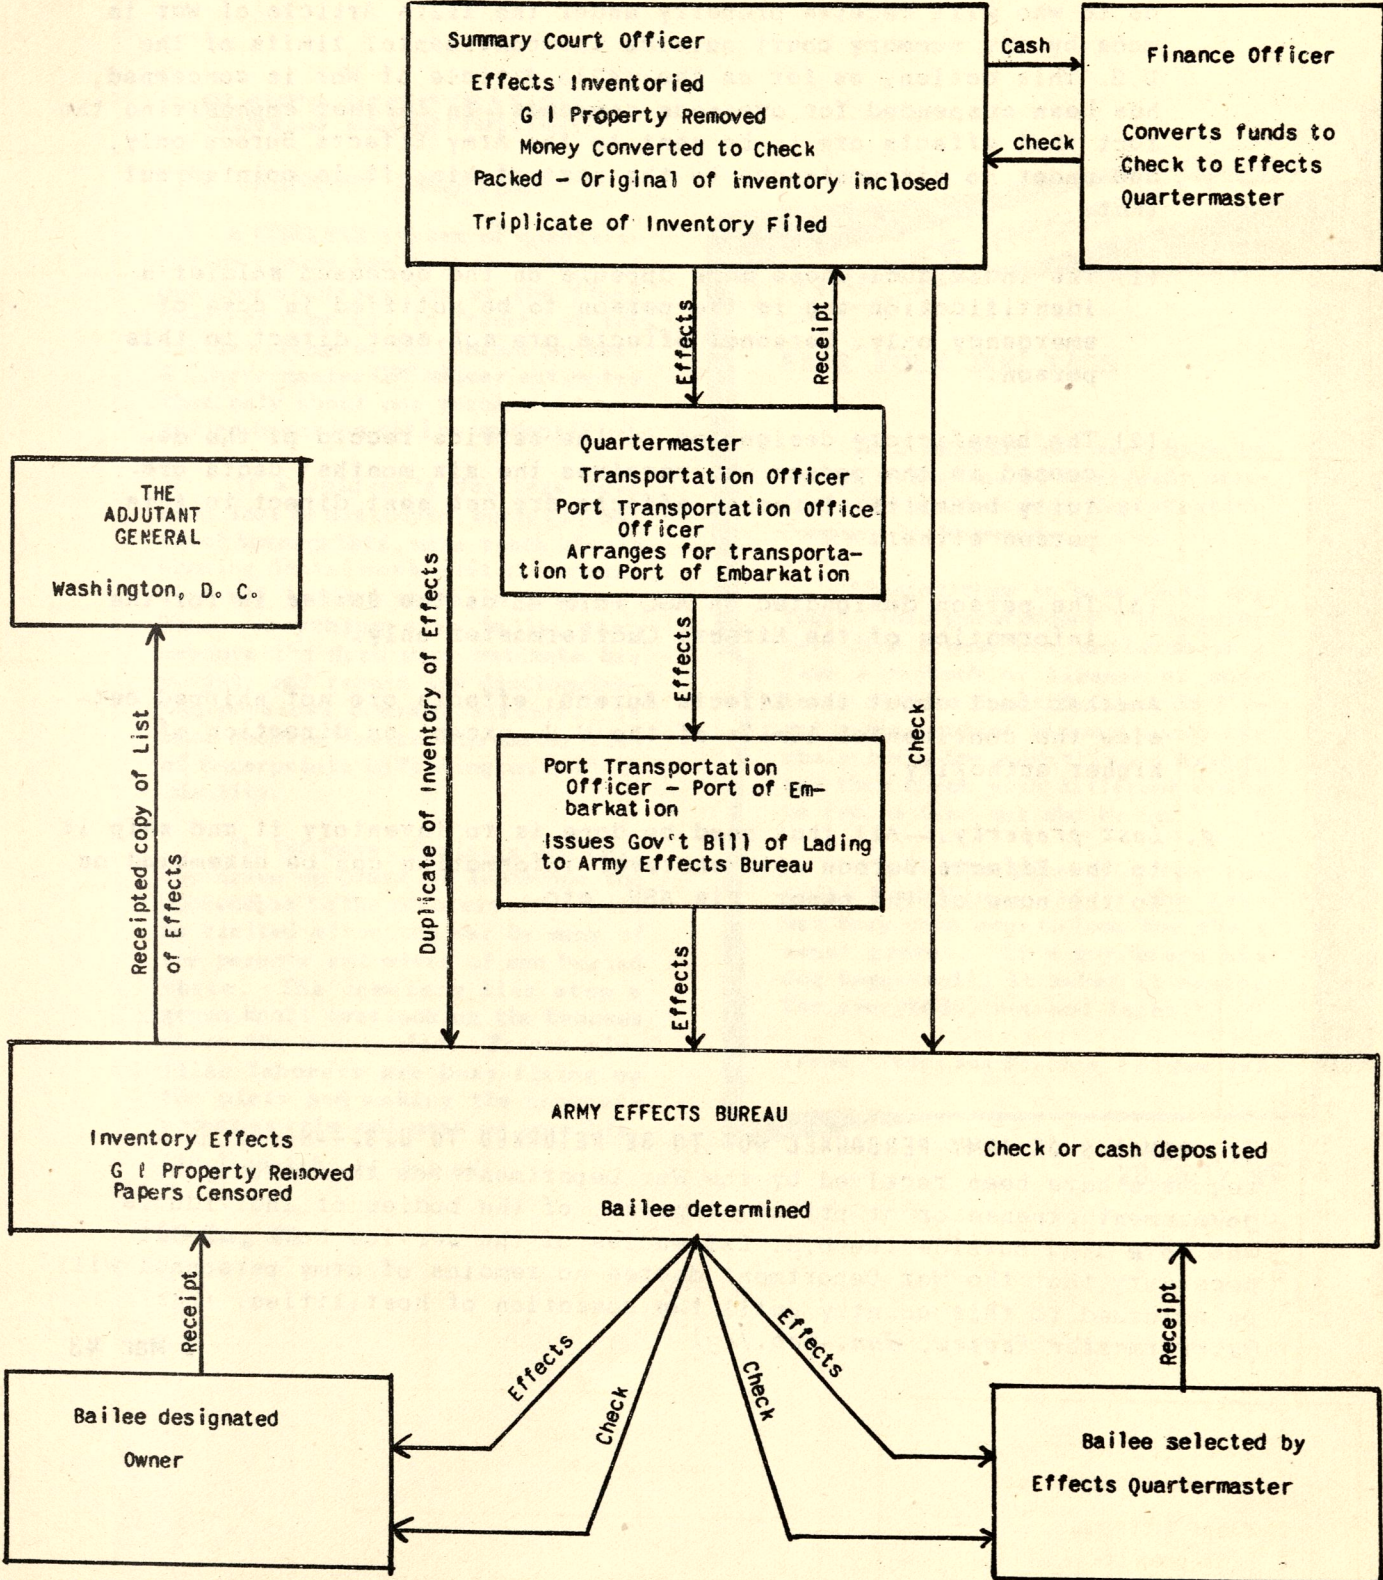 Summary Court Officer
Effects Inventoried
G I Property Removed
Money Converted to Check
Packed — Original of inventory inclosed
Triplicate of Inventory Filed
Cash
check
Finance Officer
Converts funds to
Check to Effects
Quartermaster
Effects
Receipt
Quartermaster
Transportation Officer
Port Transportation Office
Officer
Arranges for transporta-
tion to Port of Embarkation
THE
ADJUTANT
GENERAL
Washington, D. C.
Duplicate of Inventory of Effects
Effects
Check
Receipted copy of List
of Effects
Port Transportation
Officer — Port of Em-
barkation
Issues Gov't Bill of Lading
to Army Effects Bureau
Effects
ARMY EFFECTS BUREAU
Inventory Effects
G I Property Removed
Papers Censored
Check or cash deposited
Bailee determined
Receipt
Effects
Check
Check
Effects
Receipt
Bailee designated
Owner
Bailee selected by
Effects Quartermaster